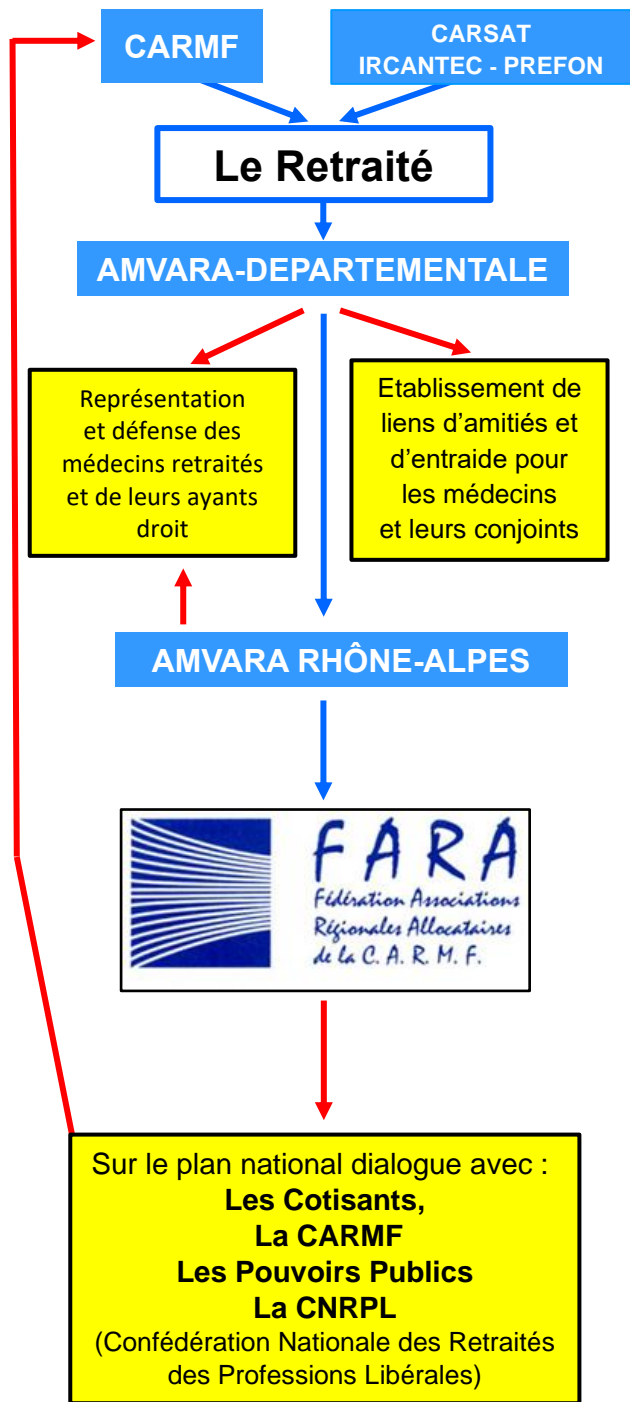 CARMF
CARSAT
IRCANTEC - PREFON
Le Retraité
AMVARA-DEPARTEMENTALE
Représentation
et défense des
médecins retraités
et de leurs ayants
droit
Etablissement de
liens d'amitiés et
d'entraide pour
les médecins
et leurs conjoints
AMVARA RHÔNE-ALPES
FARA
Fédération Associations
Régionales Allocataires
de la C. A. R. M. F.
Sur le plan national dialogue avec :
Les Cotisants,
La CARMF
Les Pouvoirs Publics
La CNRPL
(Confédération Nationale des Retraités
des Professions Libérales)